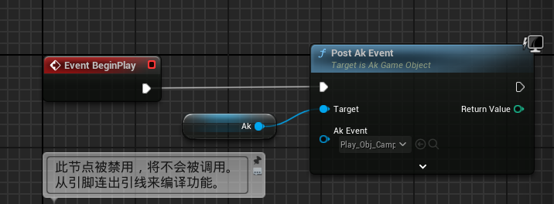 Event BeginPlay
Post Ak Event
Target is Ak Game Object
Target
Return Value
Ak
Ak Event
Play_Obj_Camp
此节点被禁用，将不会被调用。
从引脚连出引线来编译功能。